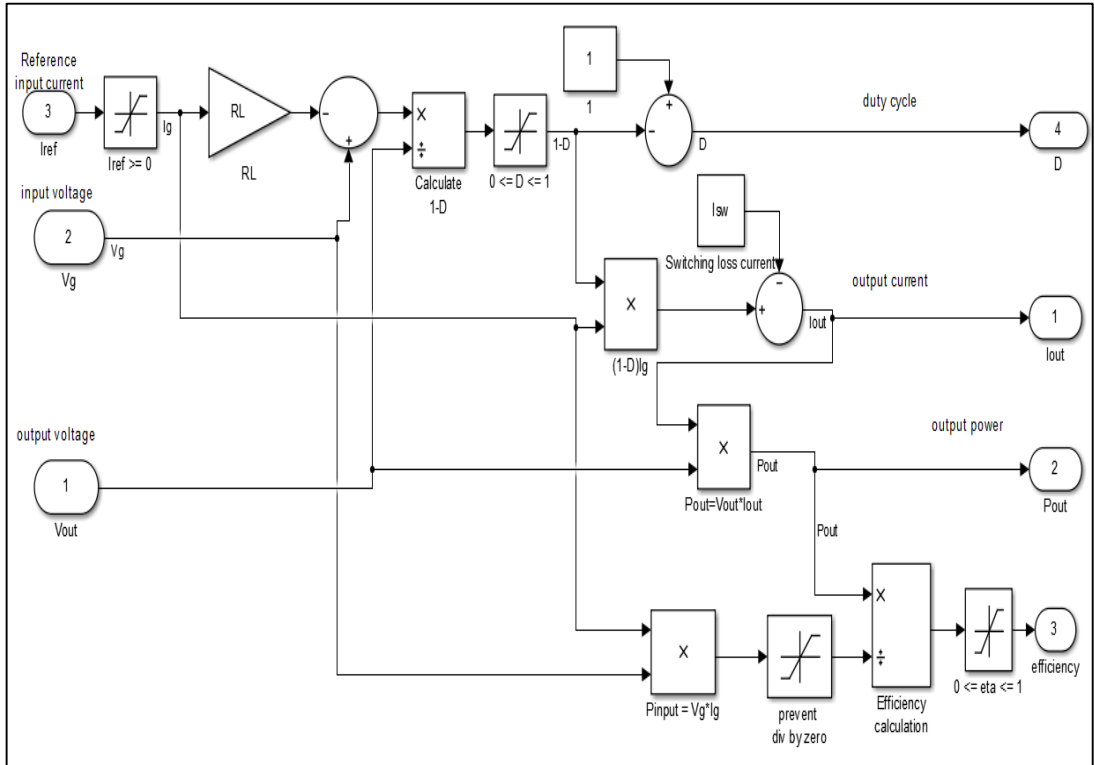 Reference
input current
3
Iref
Iref >= 0
Ig
RL
RL
-
+
×
÷
Calculate
1-D
0 <= D <= 1
1-D
1
1
+
-
D
duty cycle
4
D
input voltage
2
Vg
Vg
Isw
Switching loss current
×
(1-D)Ig
-
+
Iout
output current
1
Iout
output voltage
1
Vout
×
Pout=Vout*Iout
Pout
output power
2
Pout
Pout
×
Pinput = Vg*Ig
prevent
div by zero
×
÷
Efficiency
calculation
0 <= eta <= 1
3
efficiency